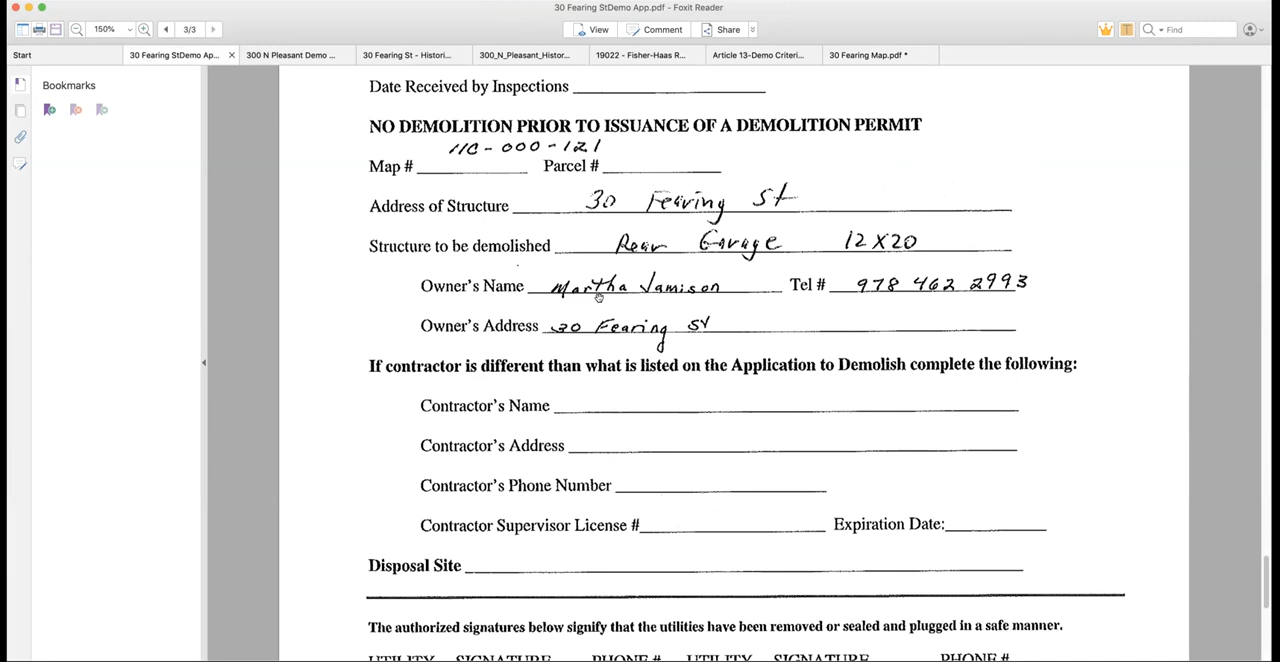 30 Fearing StDemo App.pdf - Foxit Reader
150% 3/3 View Comment Share Find
Start 30 Fearing StDemo Ap... 300 N Pleasant Demo ... 30 Fearing St - Histori... 300_N_Pleasant_Histor... 19022 - Fisher-Haas R... Article 13-Demo Criteri... 30 Fearing Map.pdf *
Bookmarks
Date Received by Inspections
NO DEMOLITION PRIOR TO ISSUANCE OF A DEMOLITION PERMIT
11C - 000 - 121
Map # Parcel #
Address of Structure 30 Fearing St
Structure to be demolished Rear Garage 12 X 20
Owner's Name Martha Jamison Tel # 978 462 2993
Owner's Address 30 Fearing St
If contractor is different than what is listed on the Application to Demolish complete the following:
Contractor's Name
Contractor's Address
Contractor's Phone Number
Contractor Supervisor License # Expiration Date:
Disposal Site
The authorized signatures below signify that the utilities have been removed or sealed and plugged in a safe manner.
UTILITY SIGNATURE PHONE # UTILITY SIGNATURE PHONE #